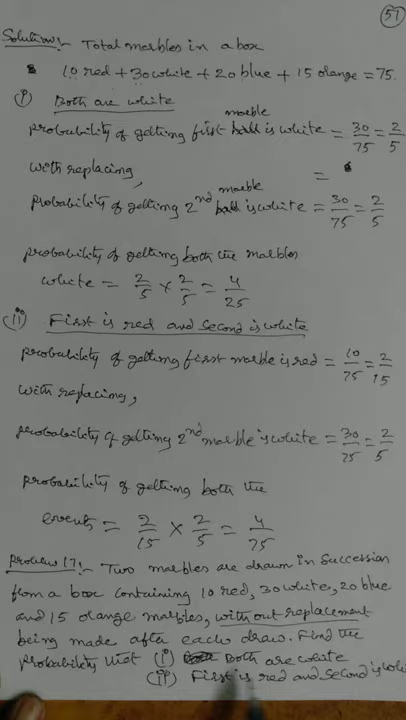 57
Solution:- Total marbles in a box
10 red + 30 white + 20 blue + 15 orange = 75.
(i) Both are white
probability of getting first marble is white = 30/75 = 2/5
with replacing, =
probability of getting 2nd marble is white = 30/75 = 2/5
probability of getting both the marbles
white = 2/5 × 2/5 = 4/25
(ii) First is red and second is white
probability of getting first marble is red = 10/75 = 2/15
with replacing,
probability of getting 2nd marble is white = 30/75 = 2/5
probability of getting both the
events = 2/15 × 2/5 = 4/75
Problem 17:- Two marbles are drawn in succession
from a box containing 10 red, 30 white, 20 blue
and 15 orange marbles, with out replacement
being made after each draw. Find the
probability that (i) Both are white
(ii) First is red and second is white